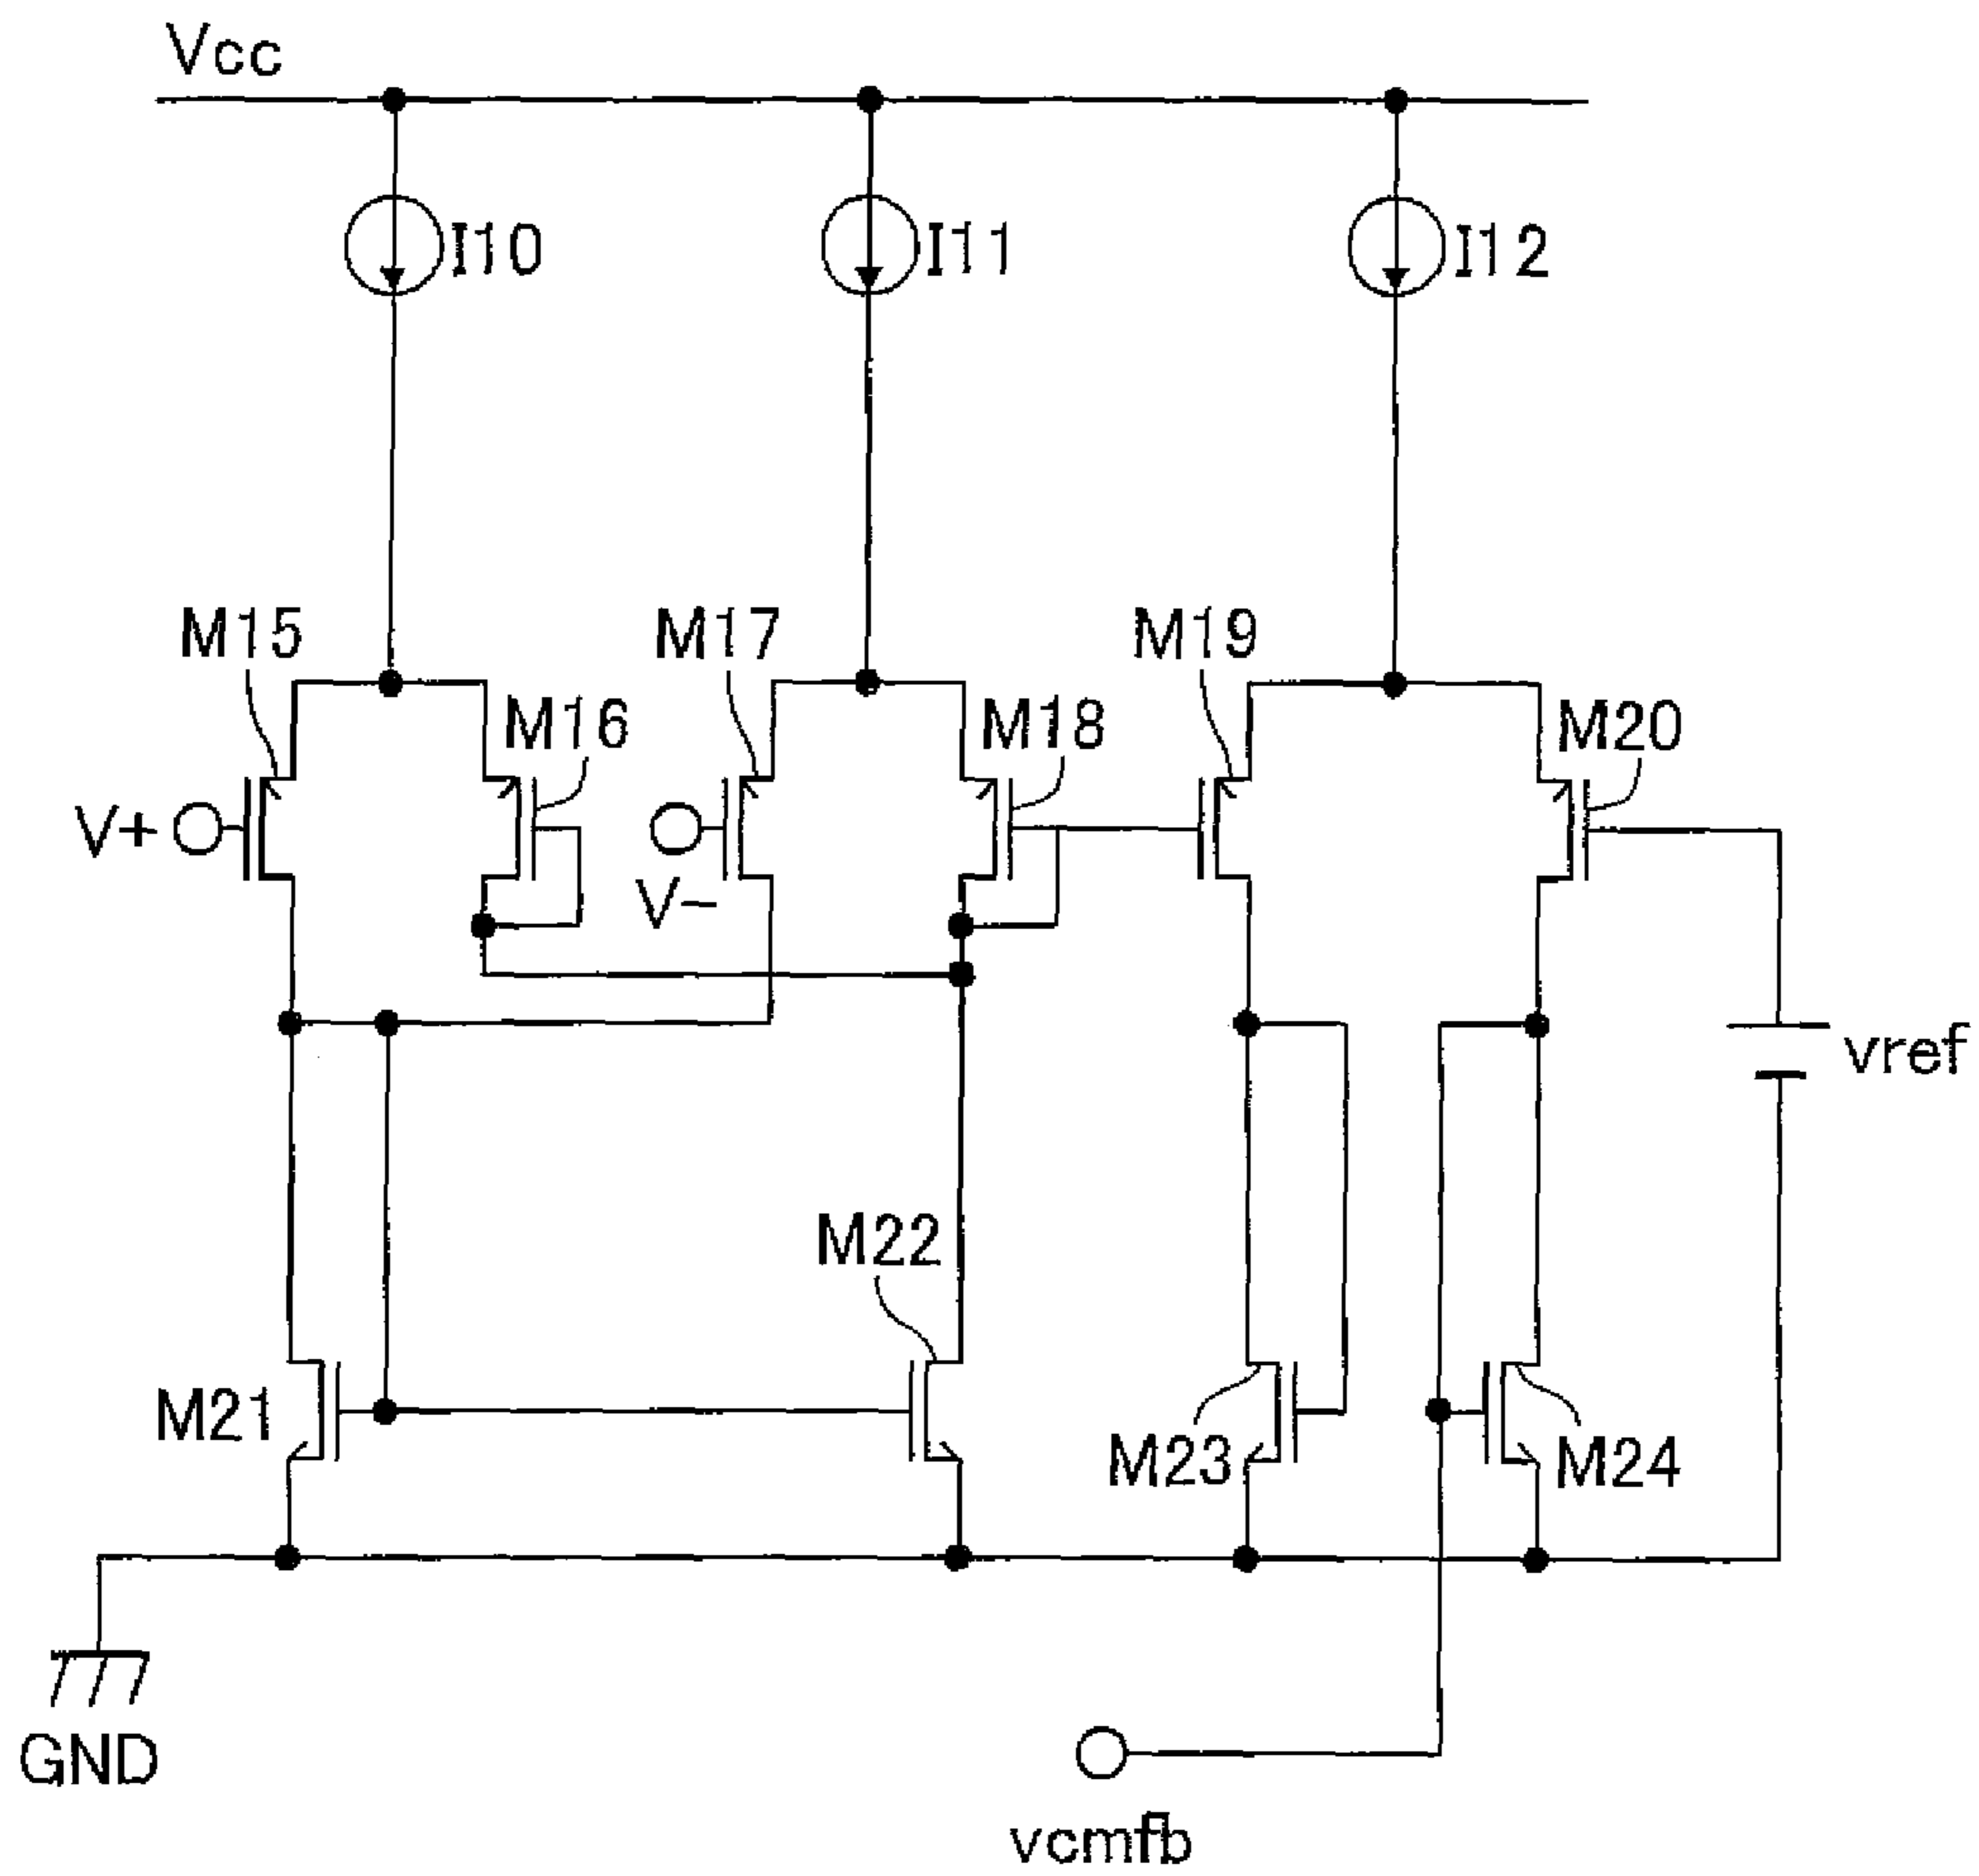 Vcc
I10
I11
I12
M15
M17
M19
M16
M18
M20
V+
V-
vref
M22
M21
M23
M24
GND
vcmfb